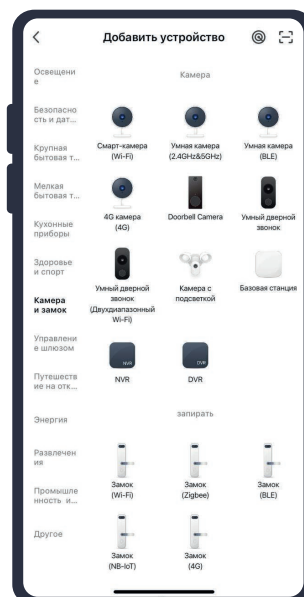 Добавить устройство
Освещени
е
Безопасно
сть и дат...
Крупная
бытовая т...
Мелкая
бытовая т...
Кухонные
приборы
Здоровье
и спорт
Камера
и замок
Управлени
е шлюзом
Путешеств
ие на отк...
Энергия
Развлечен
ия
Промышле
нность и...
Другое
Камера
Смарт-камера
(Wi-Fi)
Умная камера
(2.4GHz&5GHz)
Умная камера
(BLE)
4G камера
(4G)
Doorbell Camera
Умный дверной
звонок
Умный дверной
звонок
(Двухдиапазонный
Wi-Fi)
Камера с
подсветкой
Базовая станция
NVR
NVR
DVR
DVR
запирать
Замок
(Wi-Fi)
Замок
(Zigbee)
Замок
(BLE)
Замок
(NB-IoT)
Замок
(4G)